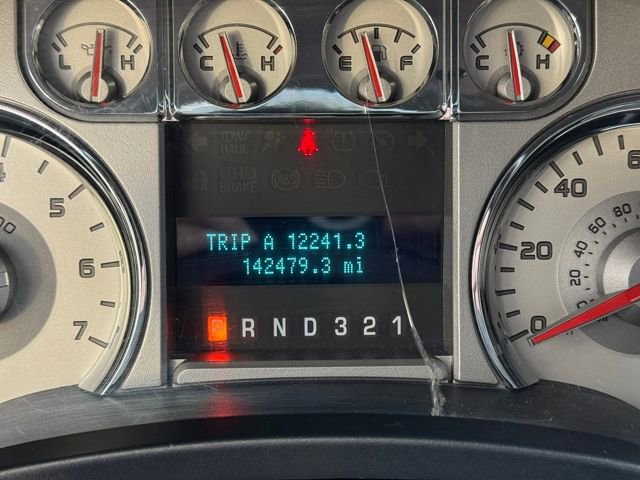 L H
C H
E F
C H
TOW/
HAUL
BRAKE
ABS
5
6
7
TRIP A 12241.3
142479.3 mi
P R N D 3 2 1
40
20
0
80
60
40
20